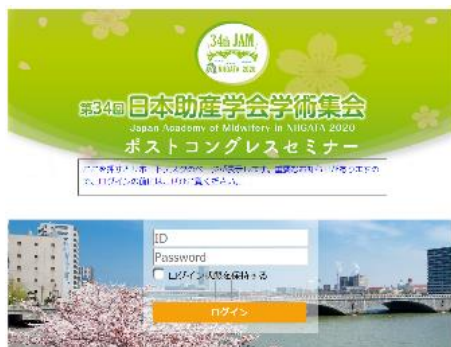 34th JAM
NIIGATA 2020
第34回 日本助産学会学術集会
Japan Academy of Midwifery in NIIGATA 2020
ポストコングレスセミナー
ID
Password
ログイン状態を保持する
ログイン